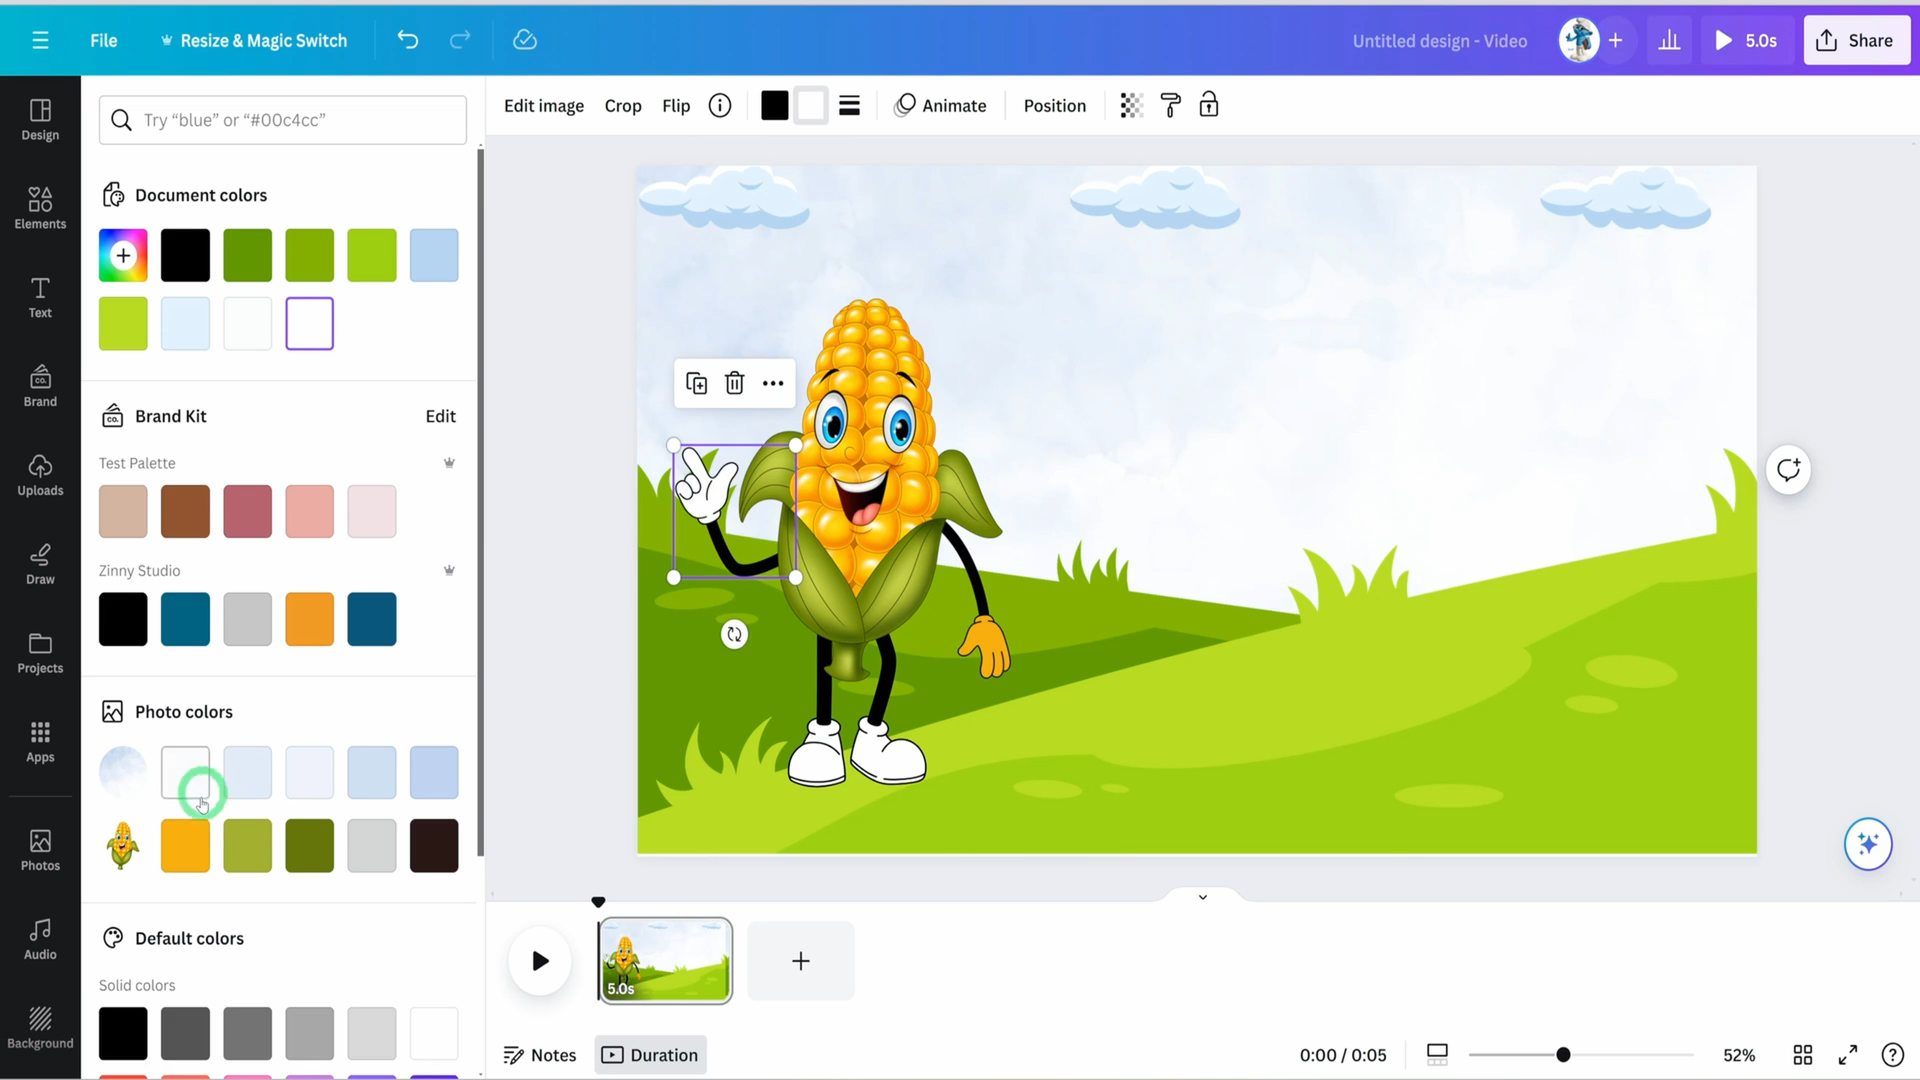 File
Resize & Magic Switch
Untitled design - Video
5.0s
Share
Design
Elements
Text
Brand
Uploads
Draw
Projects
Apps
Photos
Audio
Background
CO.
Try “blue” or “#00c4cc”
Document colors
CO.
Brand Kit
Edit
Test Palette
Zinny Studio
Photo colors
Default colors
Solid colors
Edit image
Crop
Flip
Animate
Position
5.0s
Notes
Duration
0:00 / 0:05
52%